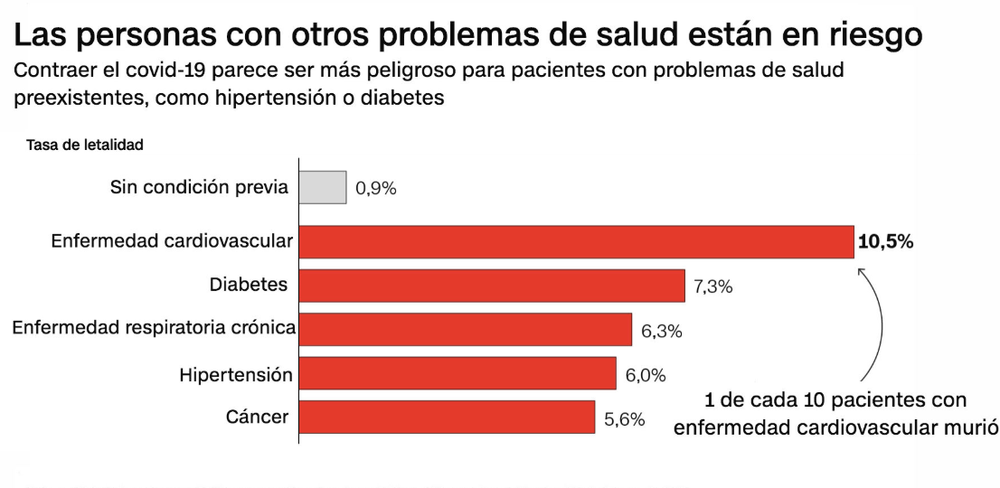 Las personas con otros problemas de salud están en riesgo
Contraer el covid-19 parece ser más peligroso para pacientes con problemas de salud
preexistentes, como hipertensión o diabetes
Tasa de letalidad
Sin condición previa 0,9%
Enfermedad cardiovascular 10,5%
Diabetes 7,3%
Enfermedad respiratoria crónica 6,3%
Hipertensión 6,0%
Cáncer 5,6%
1 de cada 10 pacientes con
enfermedad cardiovascular murió